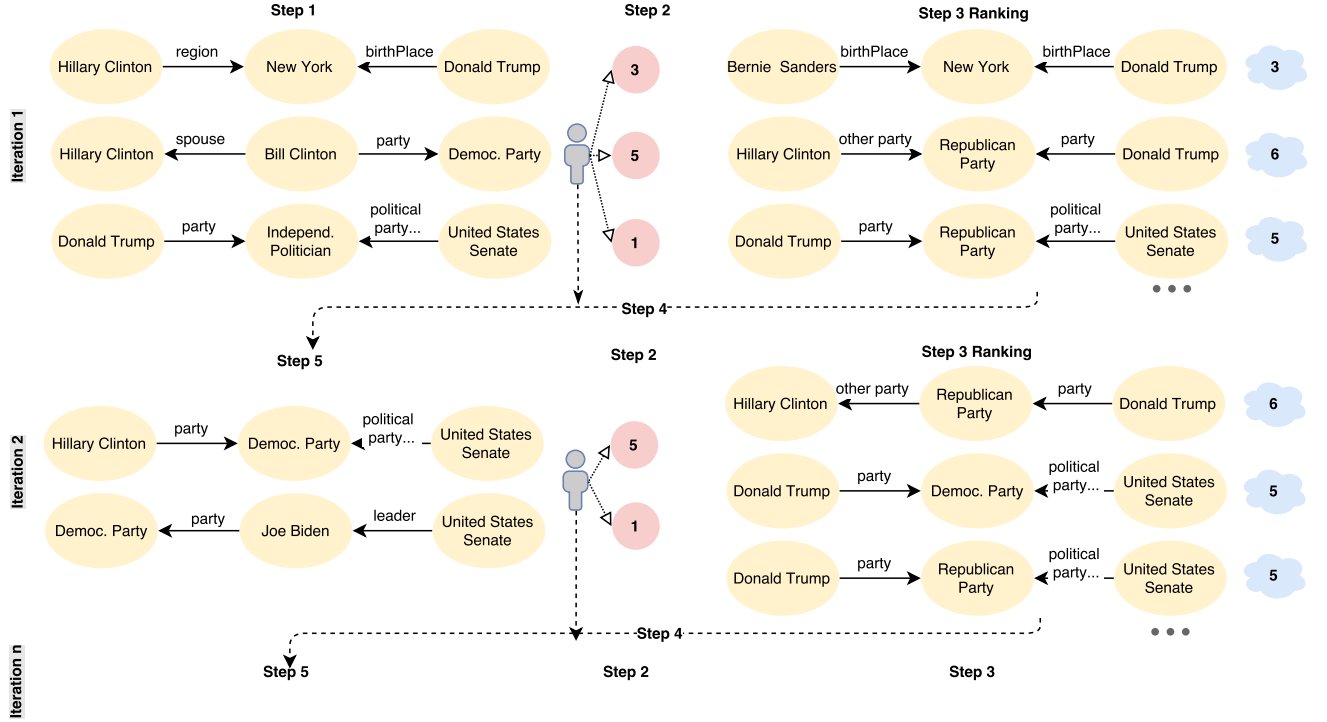 Step 1
Step 2
Step 3 Ranking
Iteration 1
Hillary Clinton
region
New York
birthPlace
Donald Trump
3
Bernie  Sanders
birthPlace
New York
birthPlace
Donald Trump
3
Hillary Clinton
spouse
Bill Clinton
party
Democ. Party
5
Hillary Clinton
other party
Republican
Party
party
Donald Trump
6
Donald Trump
party
Independ.
Politician
political
party...
United States
Senate
1
Donald Trump
party
Republican
Party
political
party...
United States
Senate
5
Step 4
Step 5
Step 2
Step 3 Ranking
Iteration 2
Hillary Clinton
party
Democ. Party
political
party...
United States
Senate
5
Democ. Party
party
Joe Biden
leader
United States
Senate
1
Hillary Clinton
other party
Republican
Party
party
Donald Trump
6
Donald Trump
party
Democ. Party
political
party...
United States
Senate
5
Donald Trump
party
Republican
Party
political
party...
United States
Senate
5
Step 4
Iteration n
Step 5
Step 2
Step 3